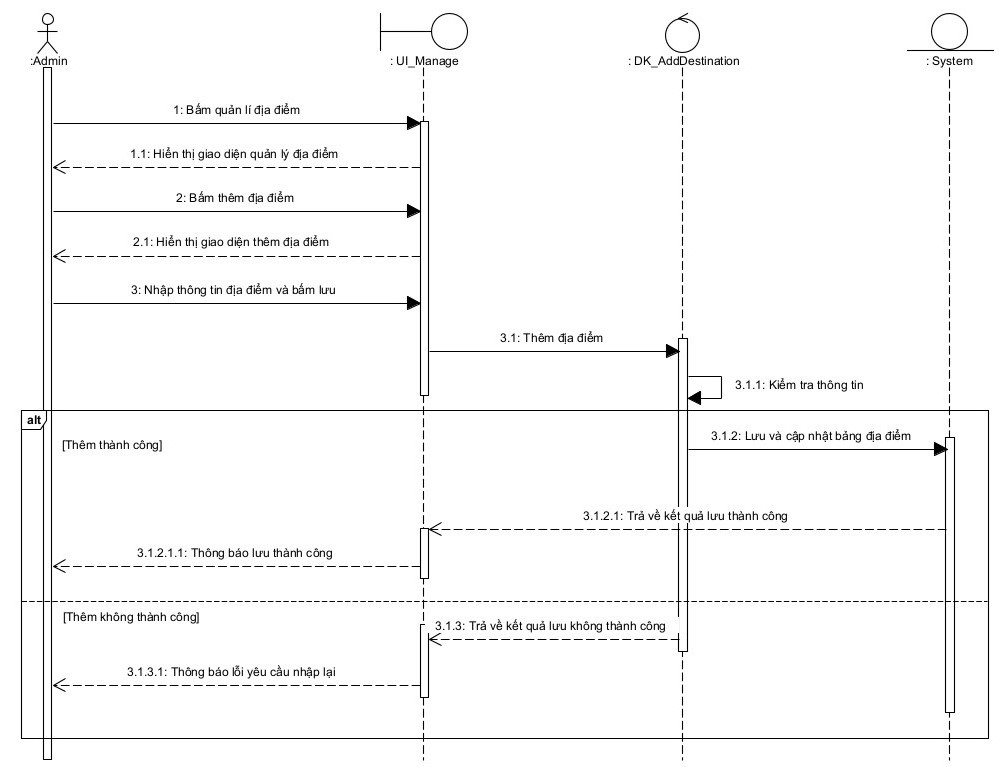 :Admin
: UI_Manage
: DK_AddDestination
: System
1: Bấm quản lí địa điểm
1.1: Hiển thị giao diện quản lý địa điểm
2: Bấm thêm địa điểm
2.1: Hiển thị giao diện thêm địa điểm
3: Nhập thông tin địa điểm và bấm lưu
3.1: Thêm địa điểm
3.1.1: Kiểm tra thông tin
alt
[Thêm thành công]
3.1.2: Lưu và cập nhật bảng địa điểm
3.1.2.1: Trả về kết quả lưu thành công
3.1.2.1.1: Thông báo lưu thành công
[Thêm không thành công]
3.1.3: Trả về kết quả lưu không thành công
3.1.3.1: Thông báo lỗi yêu cầu nhập lại